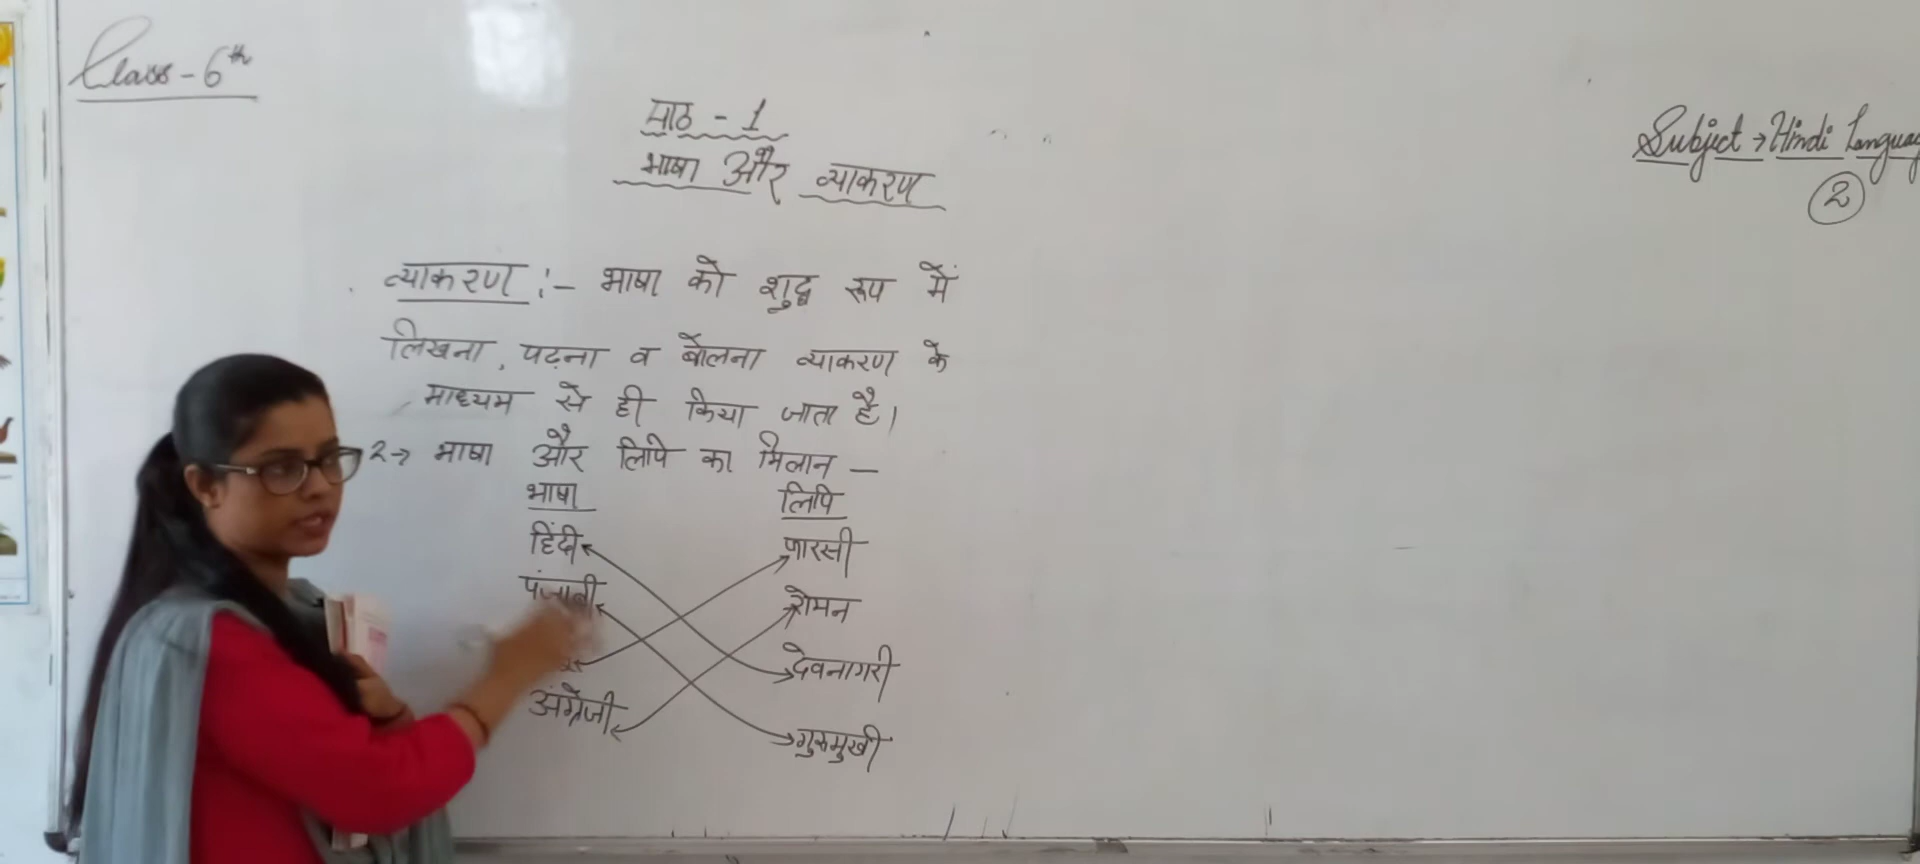 Class - 6th
Subject → Hindi Language
2
पाठ - 1
भाषा और व्याकरण
व्याकरण :- भाषा को शुद्ध रूप में
लिखना, पढ़ना व बोलना व्याकरण के
माध्यम से ही किया जाता है।
2→ भाषा और लिपि का मिलान —
भाषा लिपि
हिंदी फारसी
पंजाबी रोमन
देवनागरी
अंग्रेजी गुरूमुखी